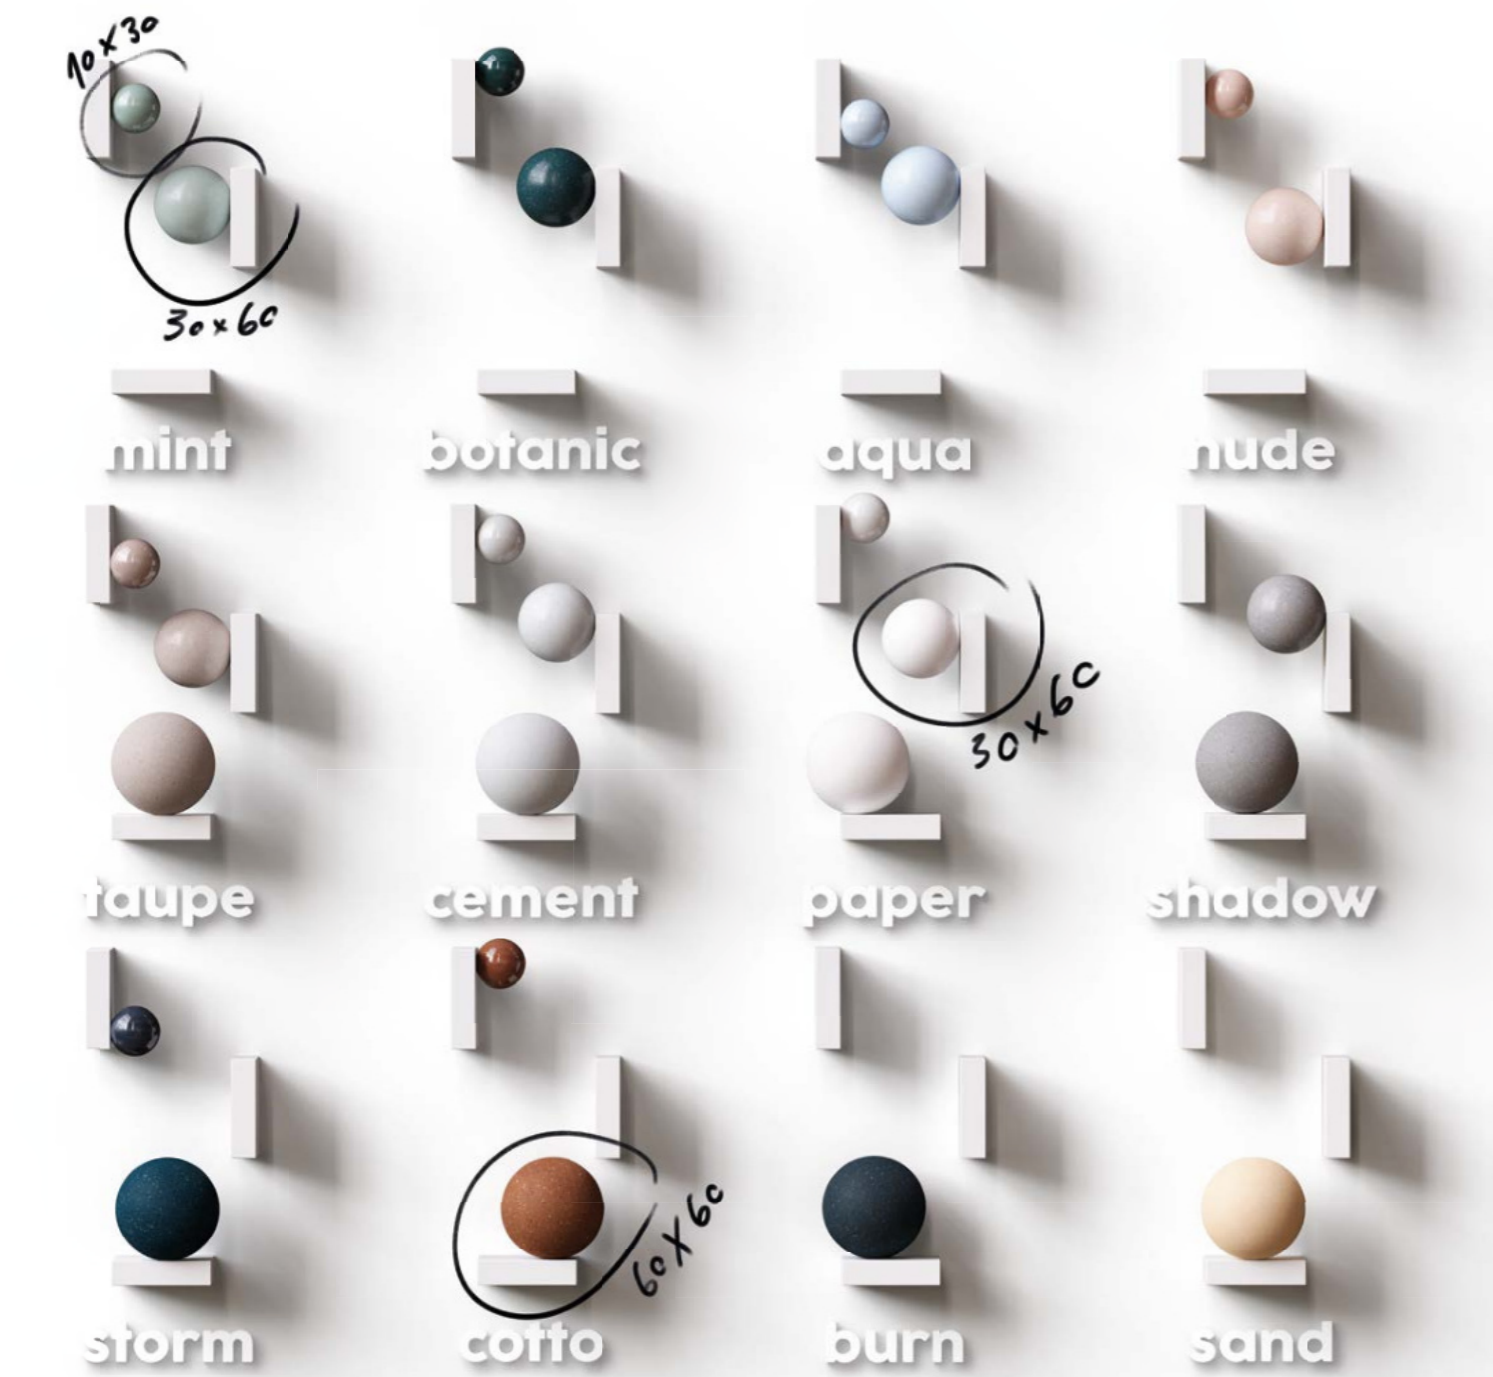 10x30
30x60
mint
botanic
aqua
nude
30x60
taupe
cement
paper
shadow
60x60
storm
cotto
burn
sand